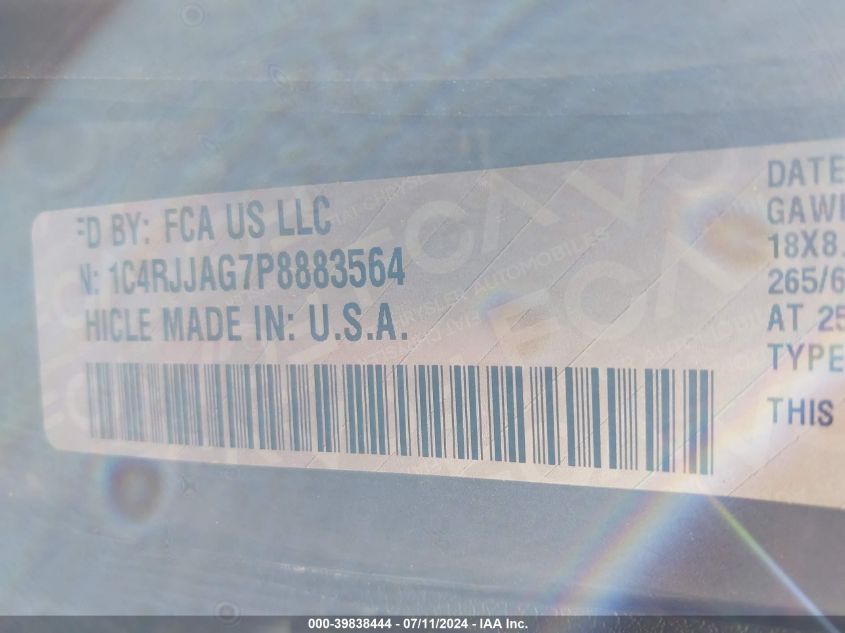 FD BY: FCA US LLC
N: 1C4RJJAG7P8883564
HICLE MADE IN: U.S.A.
DATE
GAW
18X8.
265/6
AT 25
TYPE
THIS
000-39838444 - 07/11/2024 - IAA Inc.